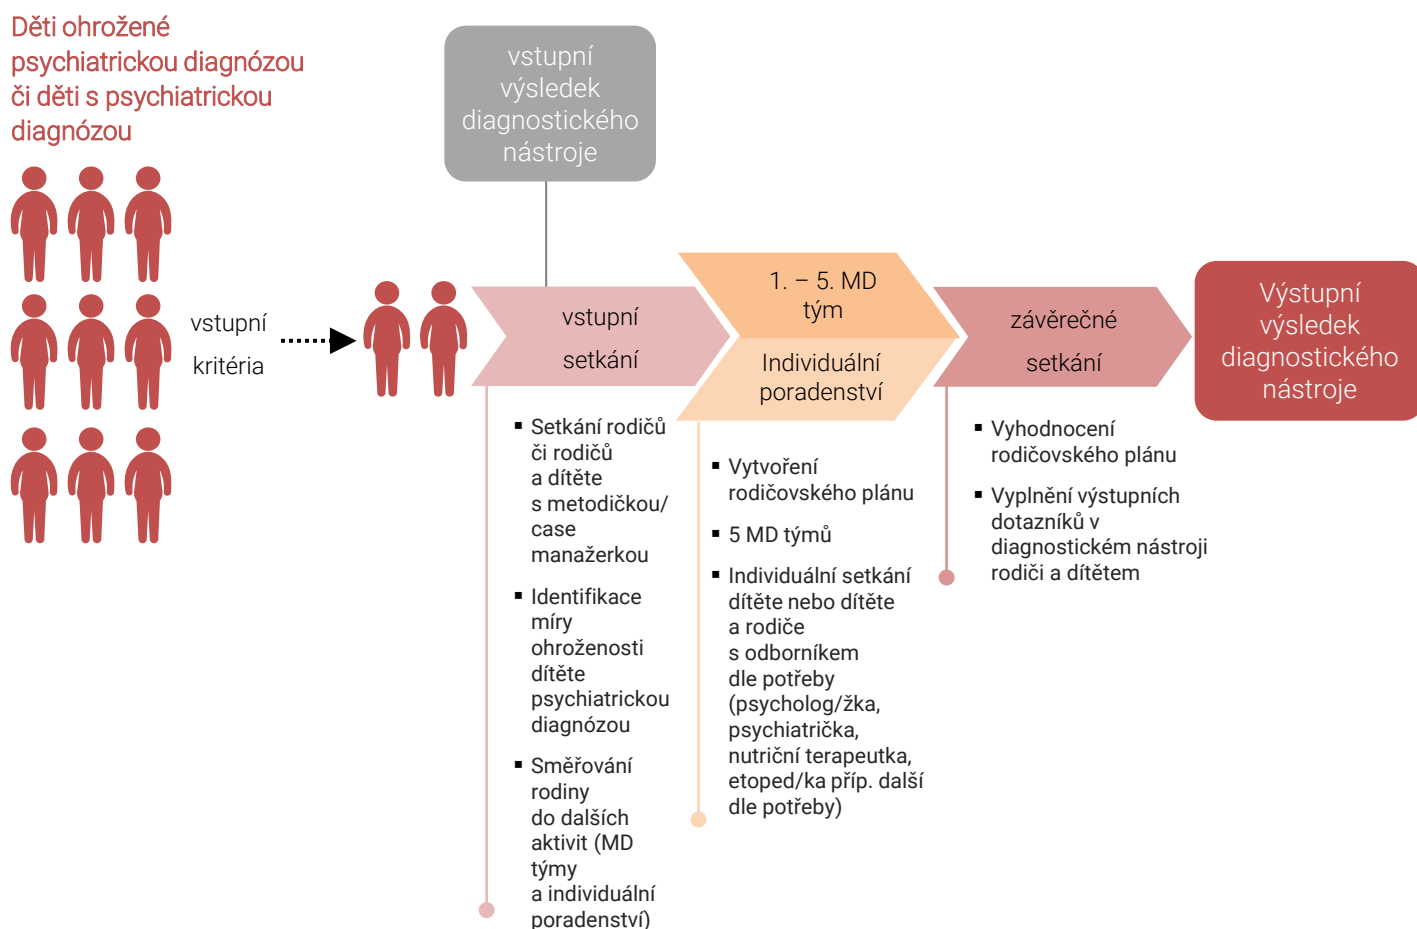 Děti ohrožené
psychiatrickou diagnózou
či děti s psychiatrickou
diagnózou
vstupní
kritéria
vstupní
výsledek
diagnostického
nástroje
vstupní
setkání
▪ Setkání rodičů
či rodičů
a dítěte
s metodičkou/
case
manažerkou
▪ Identifikace
míry
ohroženosti
dítěte
psychiatrickou
diagnózou
▪ Směřování
rodiny
do dalších
aktivit (MD
týmy
a individuální
poradenství)
1. – 5. MD
tým
Individuální
poradenství
▪ Vytvoření
rodičovského plánu
▪ 5 MD týmů
▪ Individuální setkání
dítěte nebo dítěte
a rodiče
s odborníkem
dle potřeby
(psycholog/žka,
psychiatrička,
nutriční terapeutka,
etoped/ka příp. další
dle potřeby)
závěrečné
setkání
▪ Vyhodnocení
rodičovského plánu
▪ Vyplnění výstupních
dotazníků v
diagnostickém nástroji
rodiči a dítětem
Výstupní
výsledek
diagnostického
nástroje